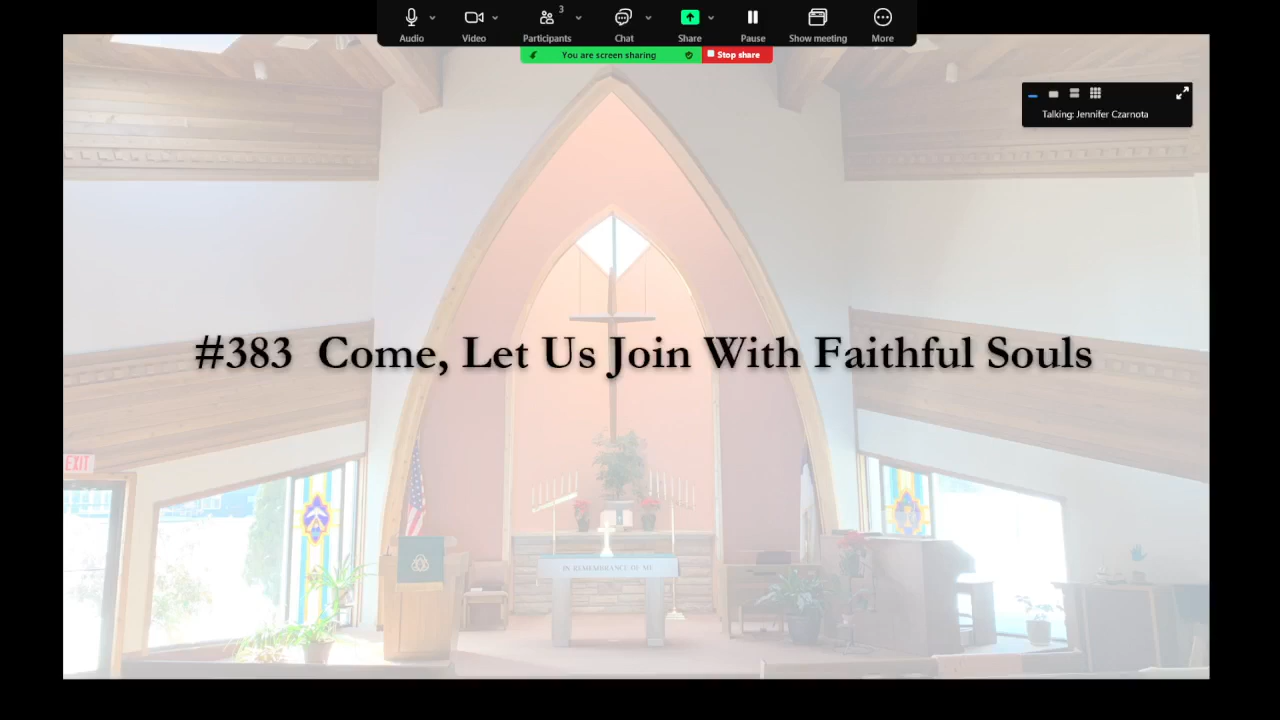 3
Audio
Video
Participants
Chat
Share
Pause
Show meeting
More
You are screen sharing
Stop share
Talking: Jennifer Czarnota
#383 Come, Let Us Join With Faithful Souls
EXIT
IN REMEMBRANCE OF ME